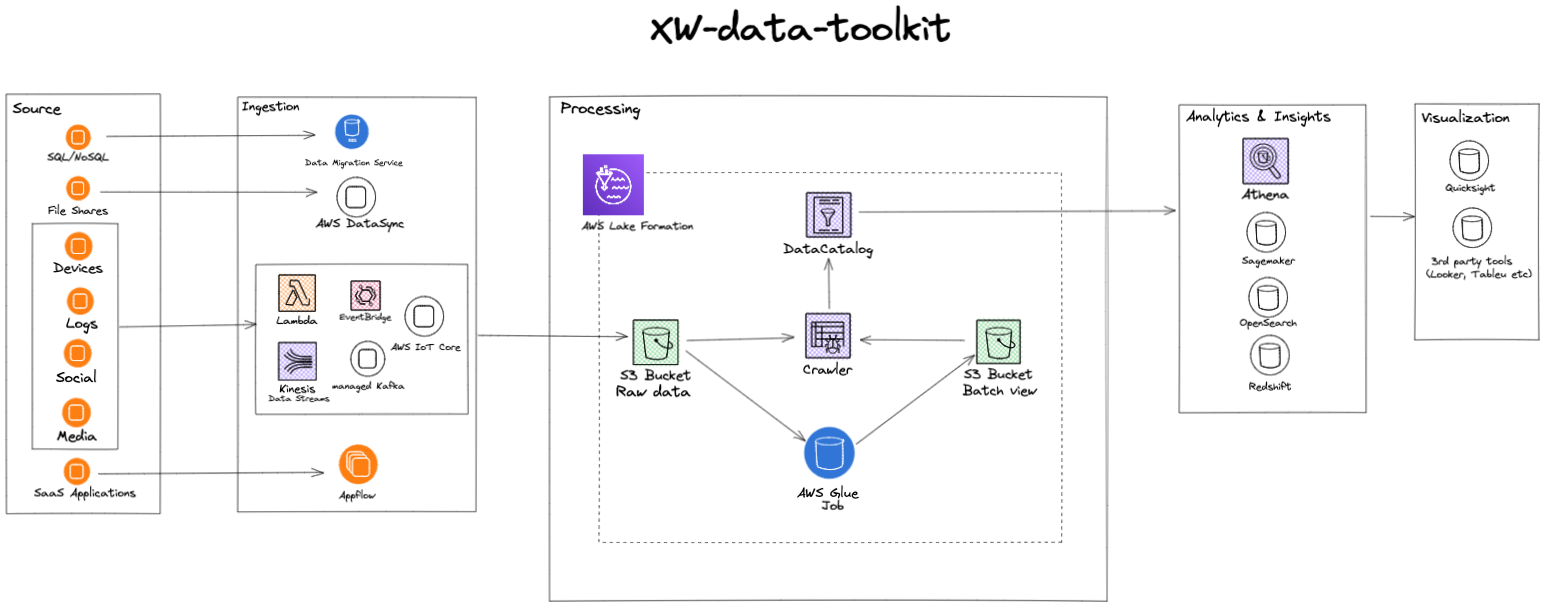 XW-data-toolkit
Source
SQL/NoSQL
File Shares
Devices
Logs
Social
Media
SaaS Applications
Ingestion
Data Migration Service
AWS DataSync
Lambda
EventBridge
AWS IoT Core
Kinesis
Data Streams
managed Kafka
Appflow
Processing
AWS Lake Formation
DataCatalog
S3 Bucket
Raw data
Crawler
S3 Bucket
Batch view
AWS Glue
Job
Analytics & Insights
Athena
Sagemaker
OpenSearch
Redshift
Visualization
Quicksight
3rd party tools
(Looker, Tableu etc)